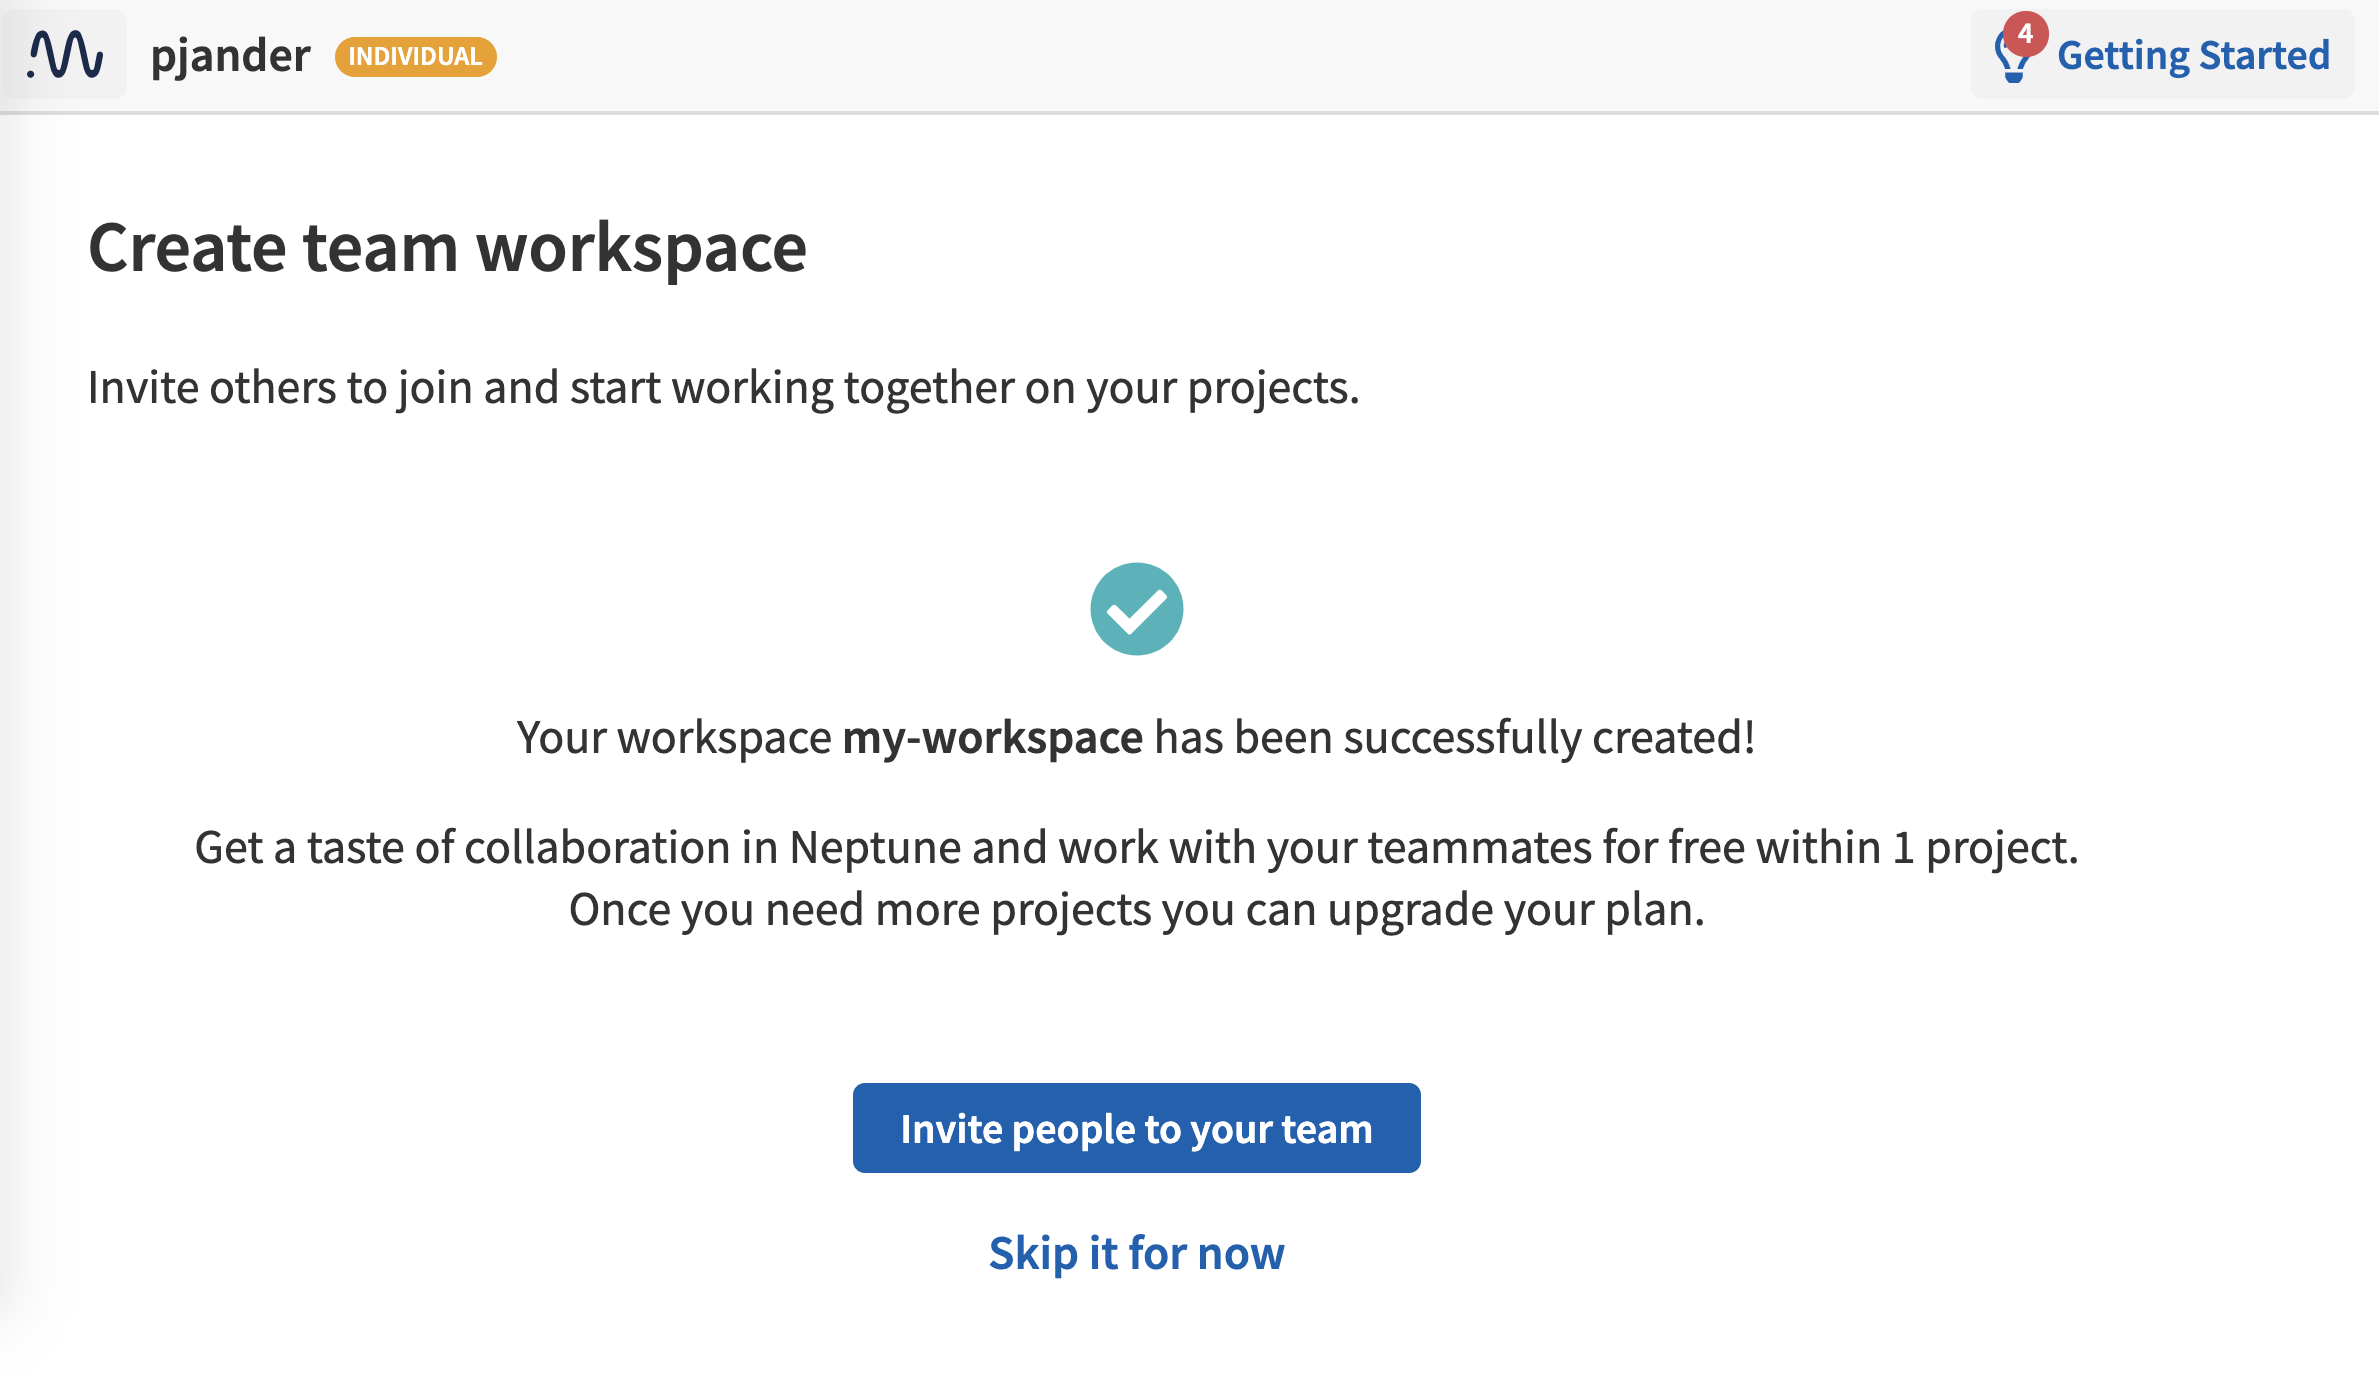 pjander INDIVIDUAL
4 Getting Started
Create team workspace
Invite others to join and start working together on your projects.
Your workspace my-workspace has been successfully created!
Get a taste of collaboration in Neptune and work with your teammates for free within 1 project.
Once you need more projects you can upgrade your plan.
Invite people to your team
Skip it for now